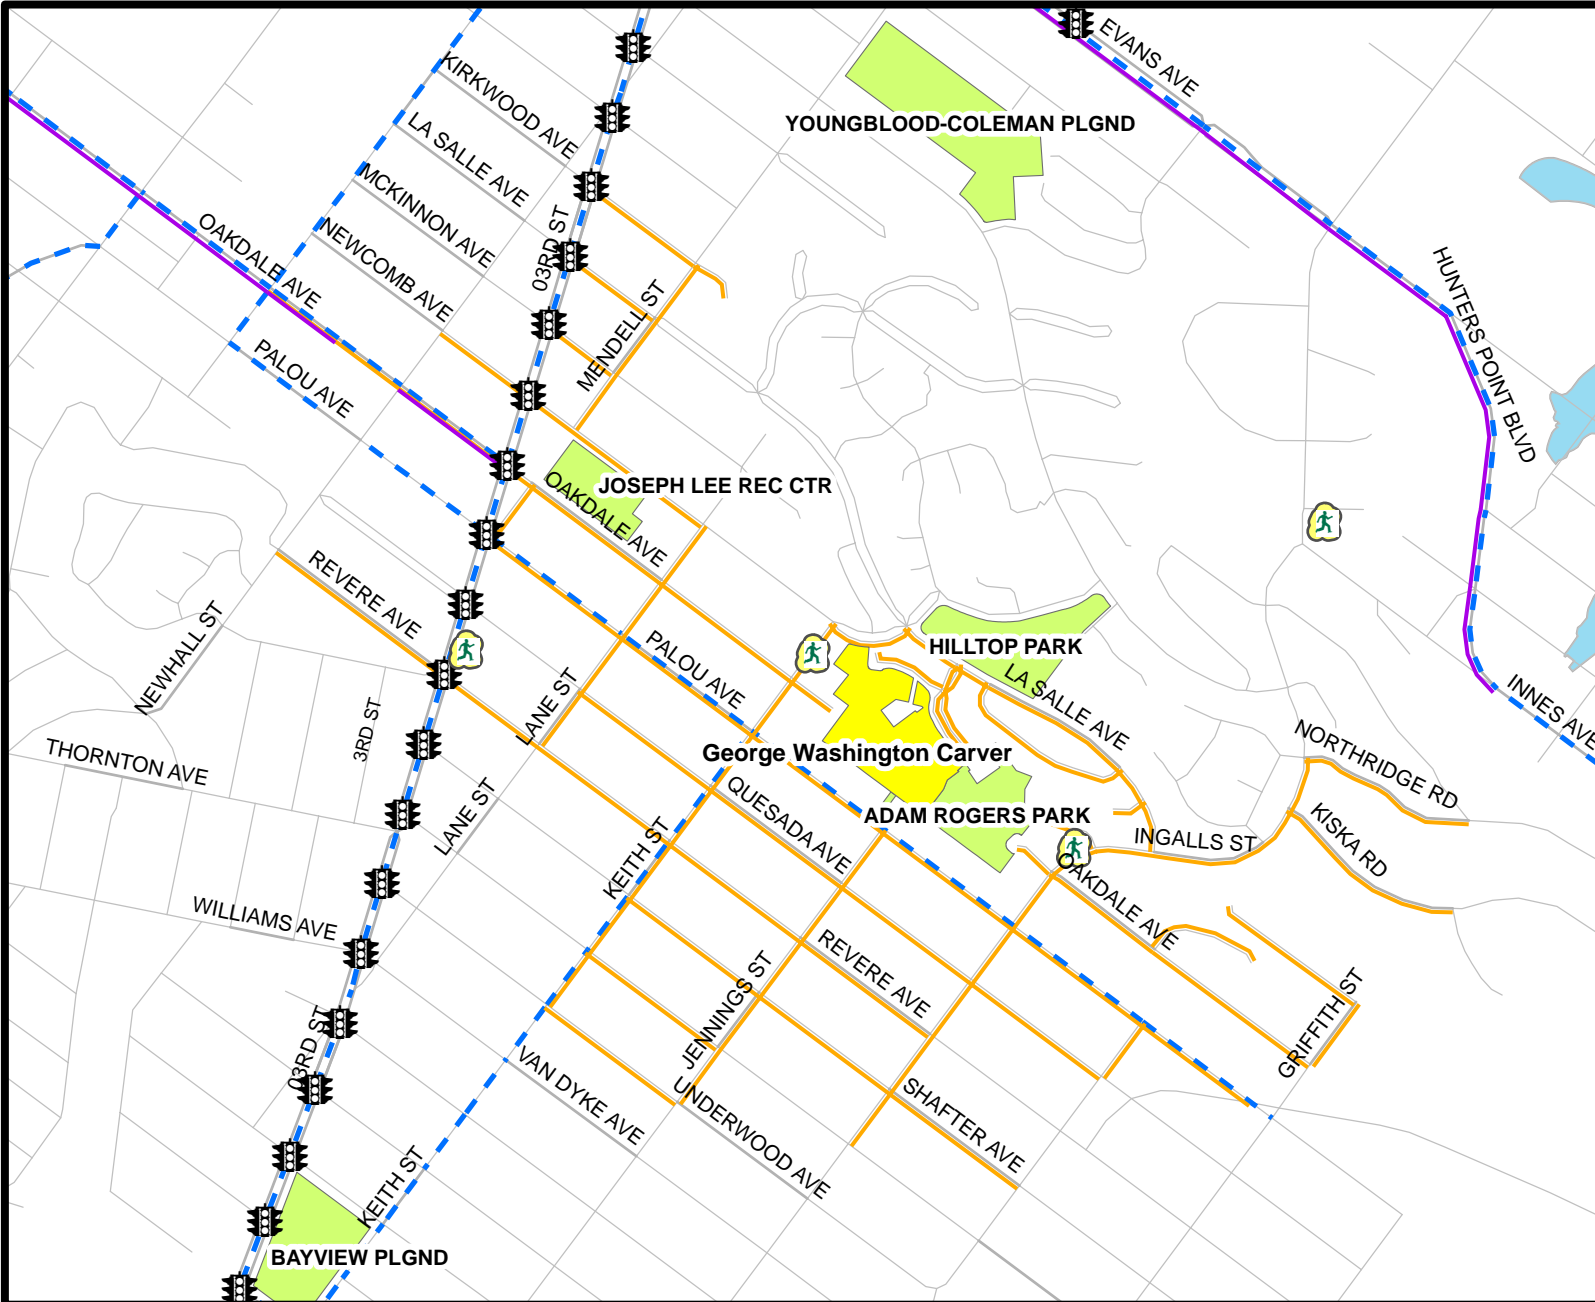 EVANS AVE
KIRKWOOD AVE
YOUNGBLOOD-COLEMAN PLGND
LA SALLE AVE
MCKINNON AVE
OAKDALE AVE
NEWCOMB AVE
03RD ST
HUNTERS POINT BLVD
MENDELL ST
PALOU AVE
JOSEPH LEE REC CTR
OAKDALE AVE
REVERE AVE
NEWHALL ST
PALOU AVE
HILLTOP PARK
LA SALLE AVE
LANE ST
3RD ST
INNES AVE
THORNTON AVE
George Washington Carver
NORTHRIDGE RD
LANE ST
QUESADA AVE
ADAM ROGERS PARK
KEITH ST
INGALLS ST
KISKA RD
OAKDALE AVE
WILLIAMS AVE
REVERE AVE
JENNINGS ST
GRIFFITH ST
03RD ST
VAN DYKE AVE
UNDERWOOD AVE
SHAFTER AVE
KEITH ST
BAYVIEW PLGND